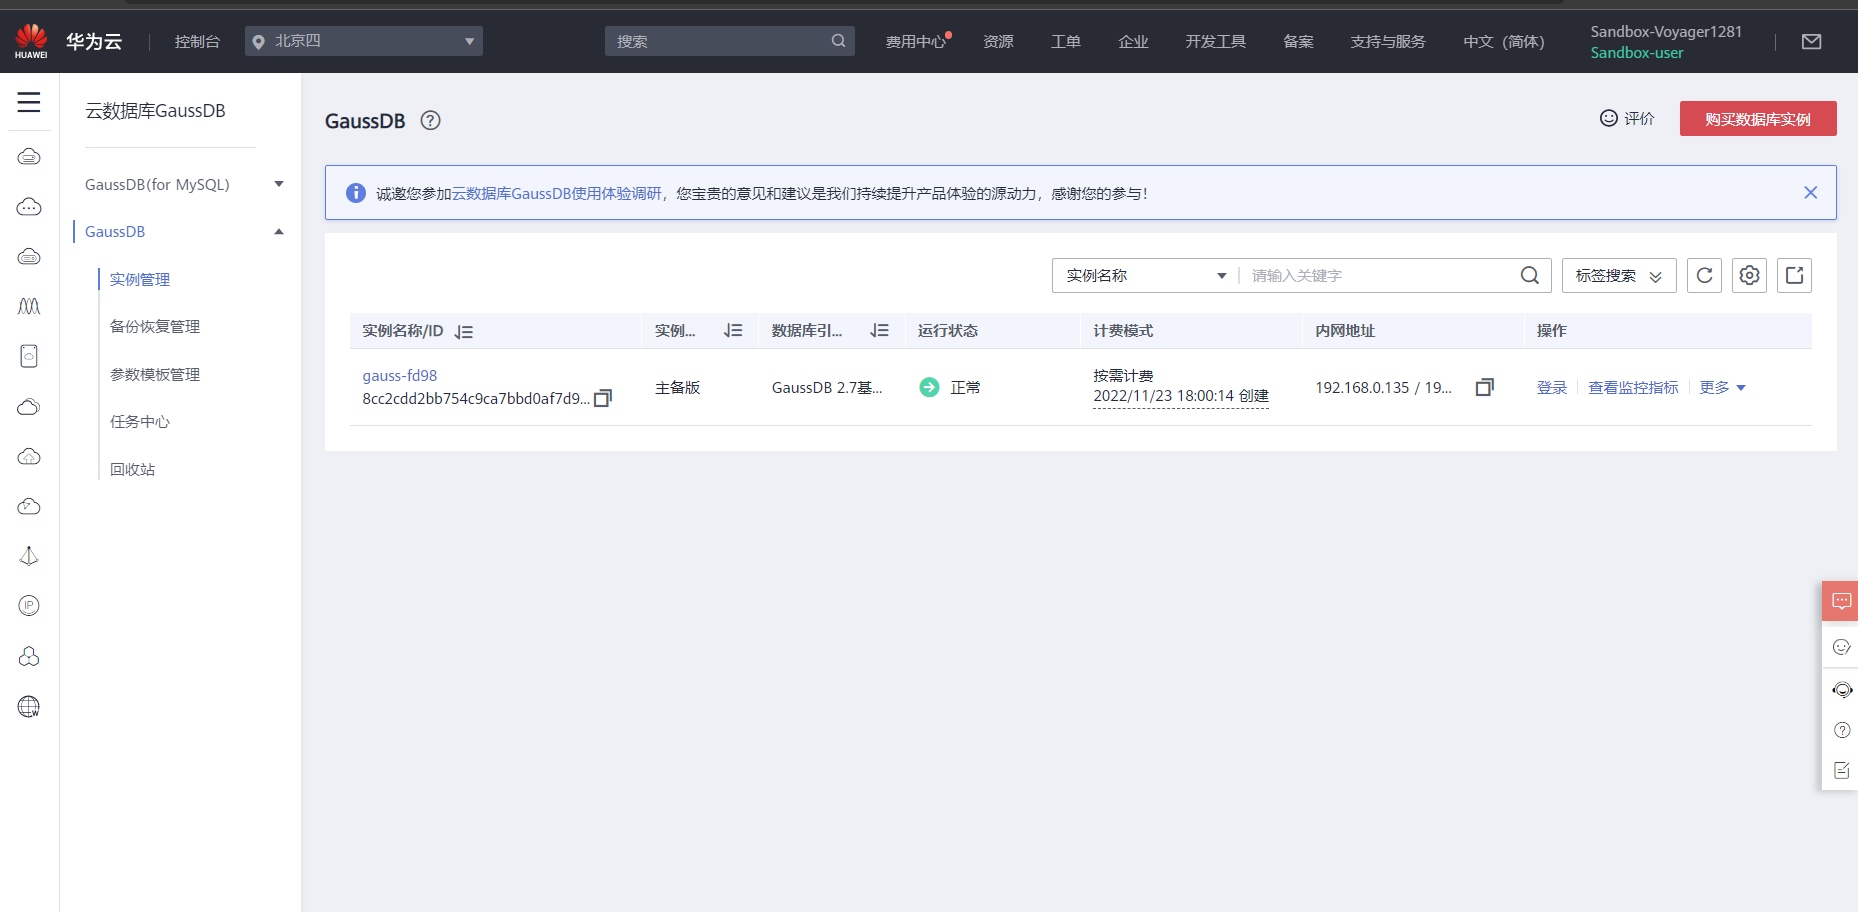 HUAWEI
华为云
控制台
北京四
搜索
费用中心
资源
工单
企业
开发工具
备案
支持与服务
中文（简体）
Sandbox-Voyager1281
Sandbox-user
云数据库GaussDB
GaussDB(for MySQL)
GaussDB
实例管理
备份恢复管理
参数模板管理
任务中心
回收站
IP
W
GaussDB
评价
购买数据库实例
诚邀您参加云数据库GaussDB使用体验调研，您宝贵的意见和建议是我们持续提升产品体验的源动力，感谢您的参与！
实例名称
请输入关键字
标签搜索
实例名称/ID
实例...
数据库引...
运行状态
计费模式
内网地址
操作
gauss-fd98
8cc2cdd2bb754c9ca7bbd0af7d9...
主备版
GaussDB 2.7基...
正常
按需计费
2022/11/23 18:00:14 创建
192.168.0.135 / 19...
登录
查看监控指标
更多